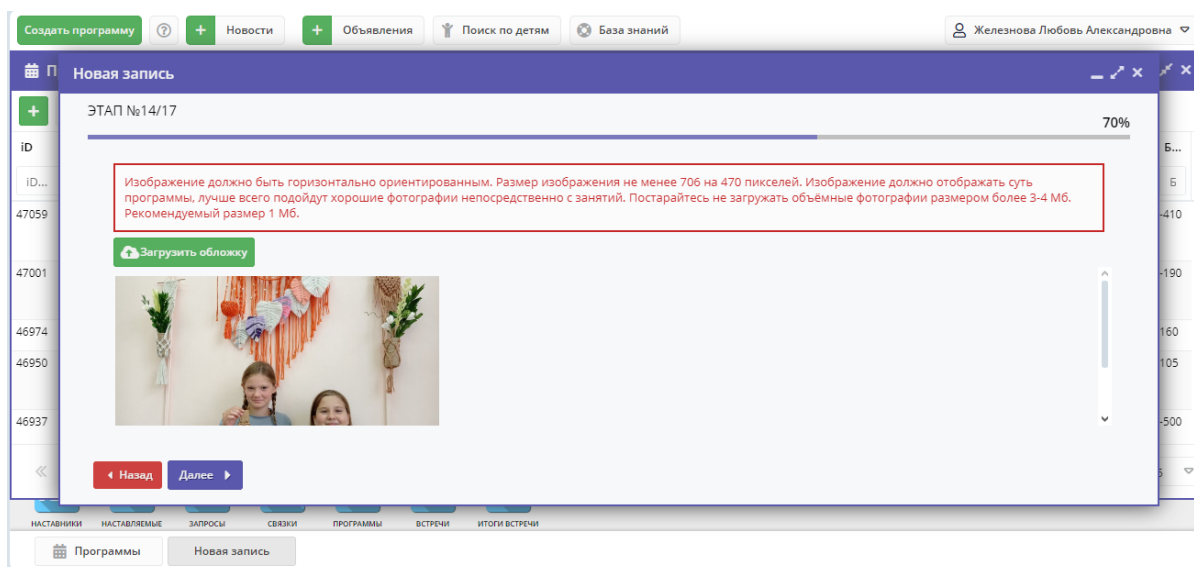 Создать программу
Новости
Объявления
Поиск по детям
База знаний
Железнова Любовь Александровна
П
Новая запись
ЭТАП №14/17
70%
iD
Б...
iD...
Б
Изображение должно быть горизонтально ориентированным. Размер изображения не менее 706 на 470 пикселей. Изображение должно отображать суть
программы, лучше всего подойдут хорошие фотографии непосредственно с занятий. Постарайтесь не загружать объёмные фотографии размером более 3-4 Мб.
Рекомендуемый размер 1 Мб.
47059
-410
Загрузить обложку
47001
-190
46974
160
46950
105
46937
-500
Назад
Далее
НАСТАВНИКИ
НАСТАВЛЯЕМЫЕ
ЗАПРОСЫ
СВЯЗКИ
ПРОГРАММЫ
ВСТРЕЧИ
ИТОГИ ВСТРЕЧИ
Программы
Новая запись